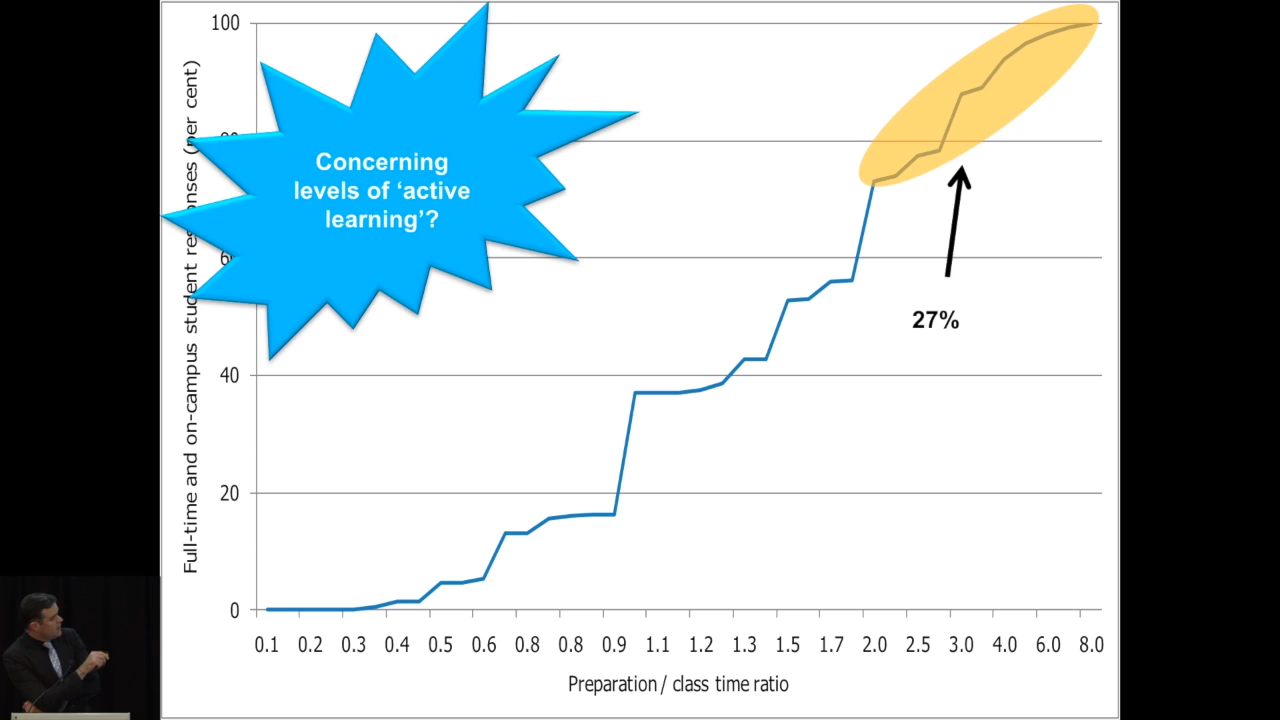 100
80
60
40
20
0
Full-time and on-campus student responses (per cent)
Concerning
levels of ‘active
learning’?
27%
0.1 0.2 0.3 0.4 0.5 0.6 0.8 0.8 0.9 1.1 1.2 1.3 1.5 1.7 2.0 2.5 3.0 4.0 6.0 8.0
Preparation / class time ratio